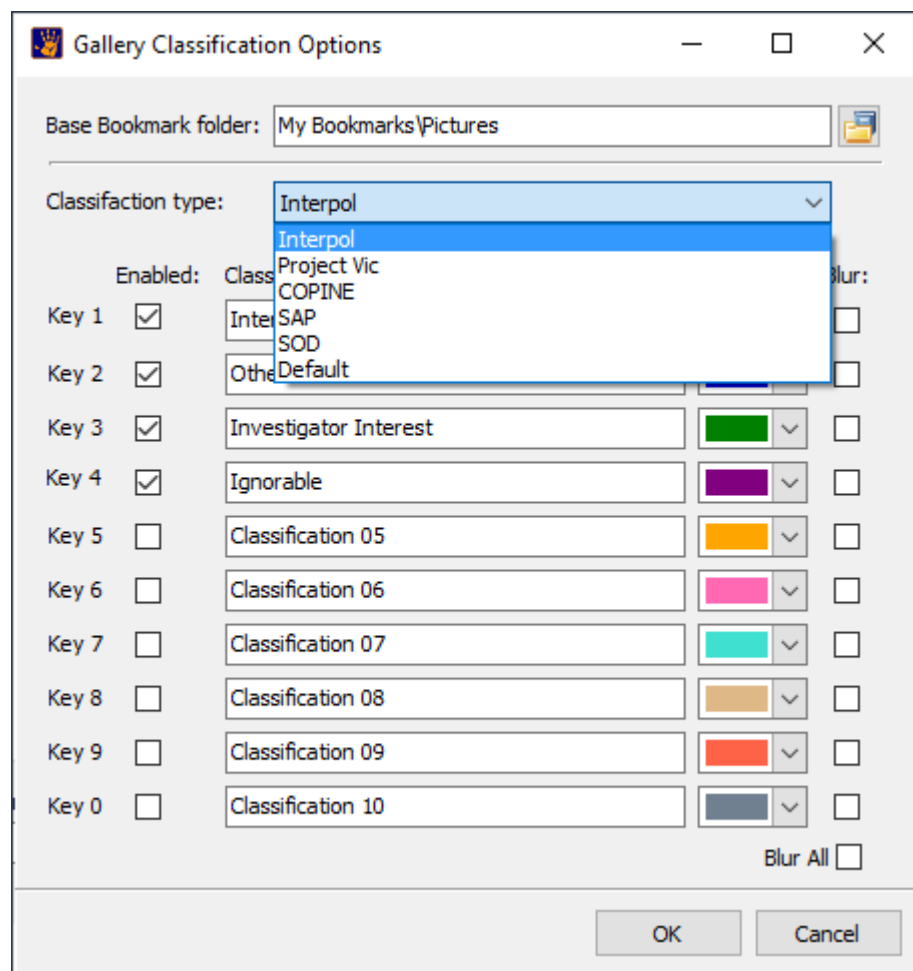 Gallery Classification Options
Base Bookmark folder: My Bookmarks\Pictures
Classifaction type: Interpol
Interpol
Project Vic
COPINE
SAP
SOD
Default
Enabled: Class Blur:
Key 1 Inter
Key 2 Othe
Key 3 Investigator Interest
Key 4 Ignorable
Key 5 Classification 05
Key 6 Classification 06
Key 7 Classification 07
Key 8 Classification 08
Key 9 Classification 09
Key 0 Classification 10
Blur All
OK Cancel